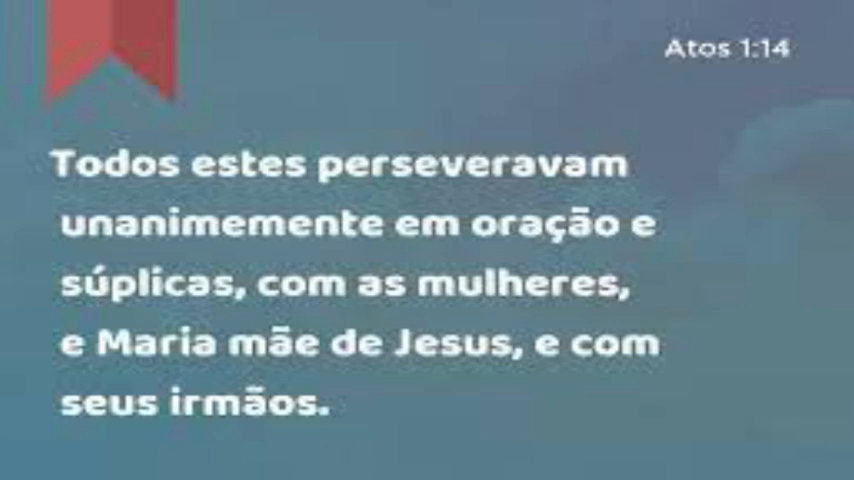 Atos 1:14
Todos estes perseveravam
unanimemente em oração e
súplicas, com as mulheres,
e Maria mãe de Jesus, e com
seus irmãos.